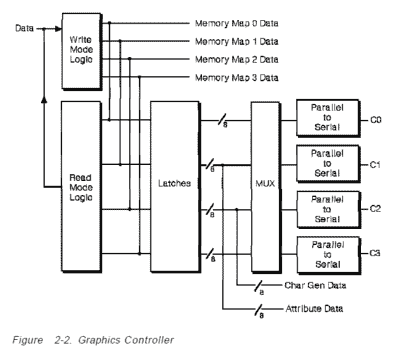 Data
Write Mode Logic
Memory Map 0 Data
Memory Map 1 Data
Memory Map 2 Data
Memory Map 3 Data
Read Mode Logic
Latches
8
8
8
8
MUX
Parallel to Serial
C0
Parallel to Serial
C1
Parallel to Serial
C2
Parallel to Serial
C3
8
Char Gen Data
8
Attribute Data
Figure 2-2. Graphics Controller